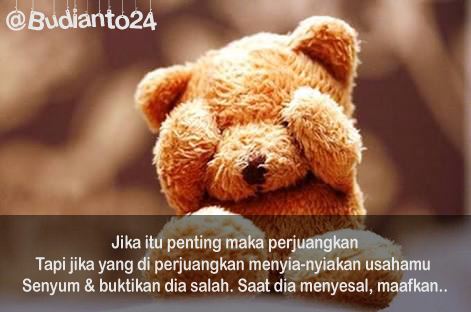 @Budianto24
Jika itu penting maka perjuangkan
Tapi jika yang di perjuangkan menyia-nyiakan usahamu
Senyum & buktikan dia salah. Saat dia menyesal, maafkan..